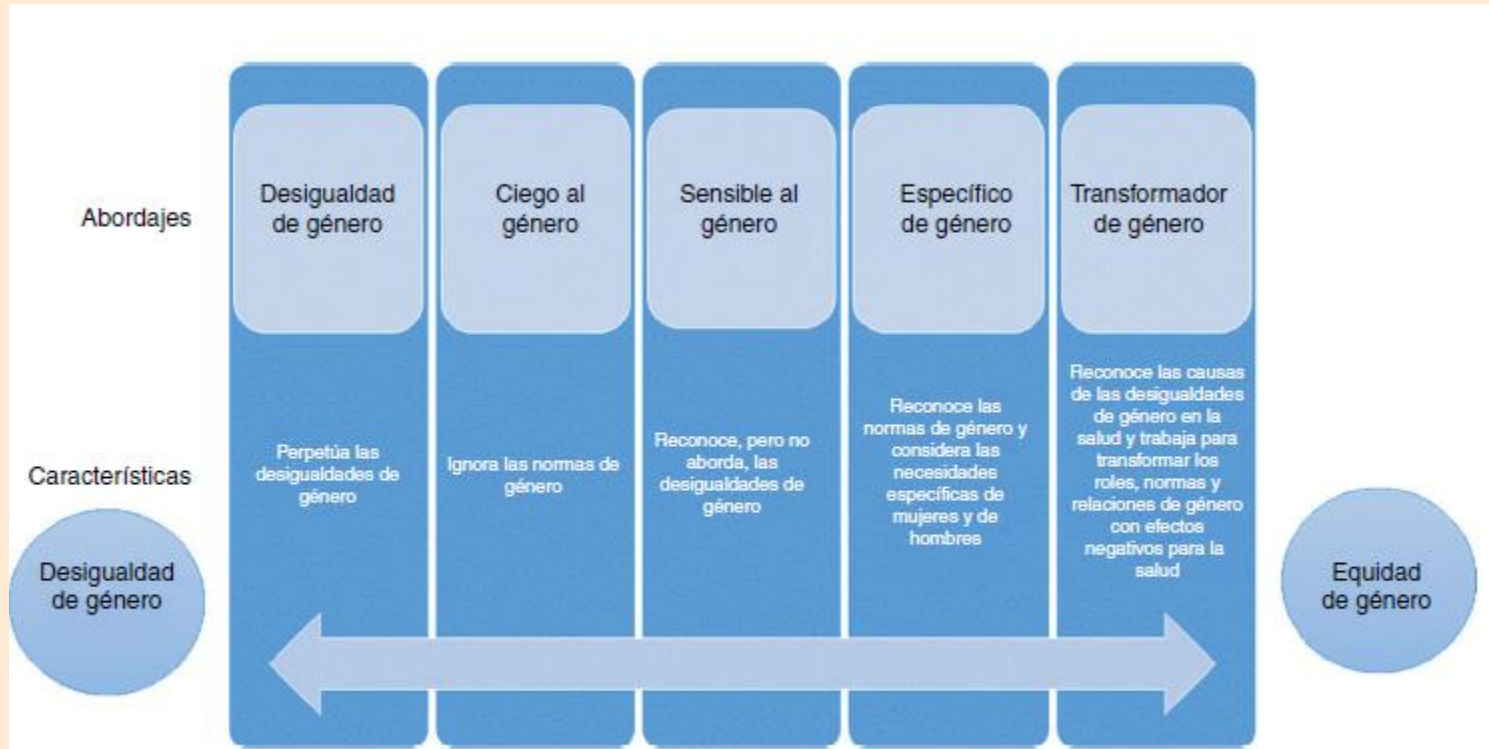 Abordajes
Desigualdad
de género
Ciego al
género
Sensible al
género
Específico
de género
Transformador
de género
Características
Perpetúa las
desigualdades de
género
Ignora las normas de
género
Reconoce, pero no
aborda, las
desigualdades de
género
Reconoce las
normas de género y
considera las
necesidades
específicas de
mujeres y de
hombres
Reconoce las causas
de las desigualdades
de género en la
salud y trabaja para
transformar los
roles, normas y
relaciones de género
con efectos
negativos para la
salud
Desigualdad
de género
Equidad
de género